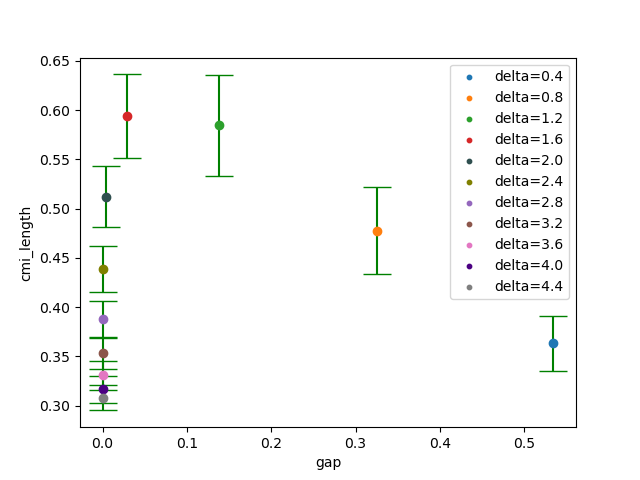 0.65
0.60
0.55
0.50
0.45
0.40
0.35
0.30
cmi_length
0.0
0.1
0.2
0.3
0.4
0.5
gap
delta=0.4
delta=0.8
delta=1.2
delta=1.6
delta=2.0
delta=2.4
delta=2.8
delta=3.2
delta=3.6
delta=4.0
delta=4.4